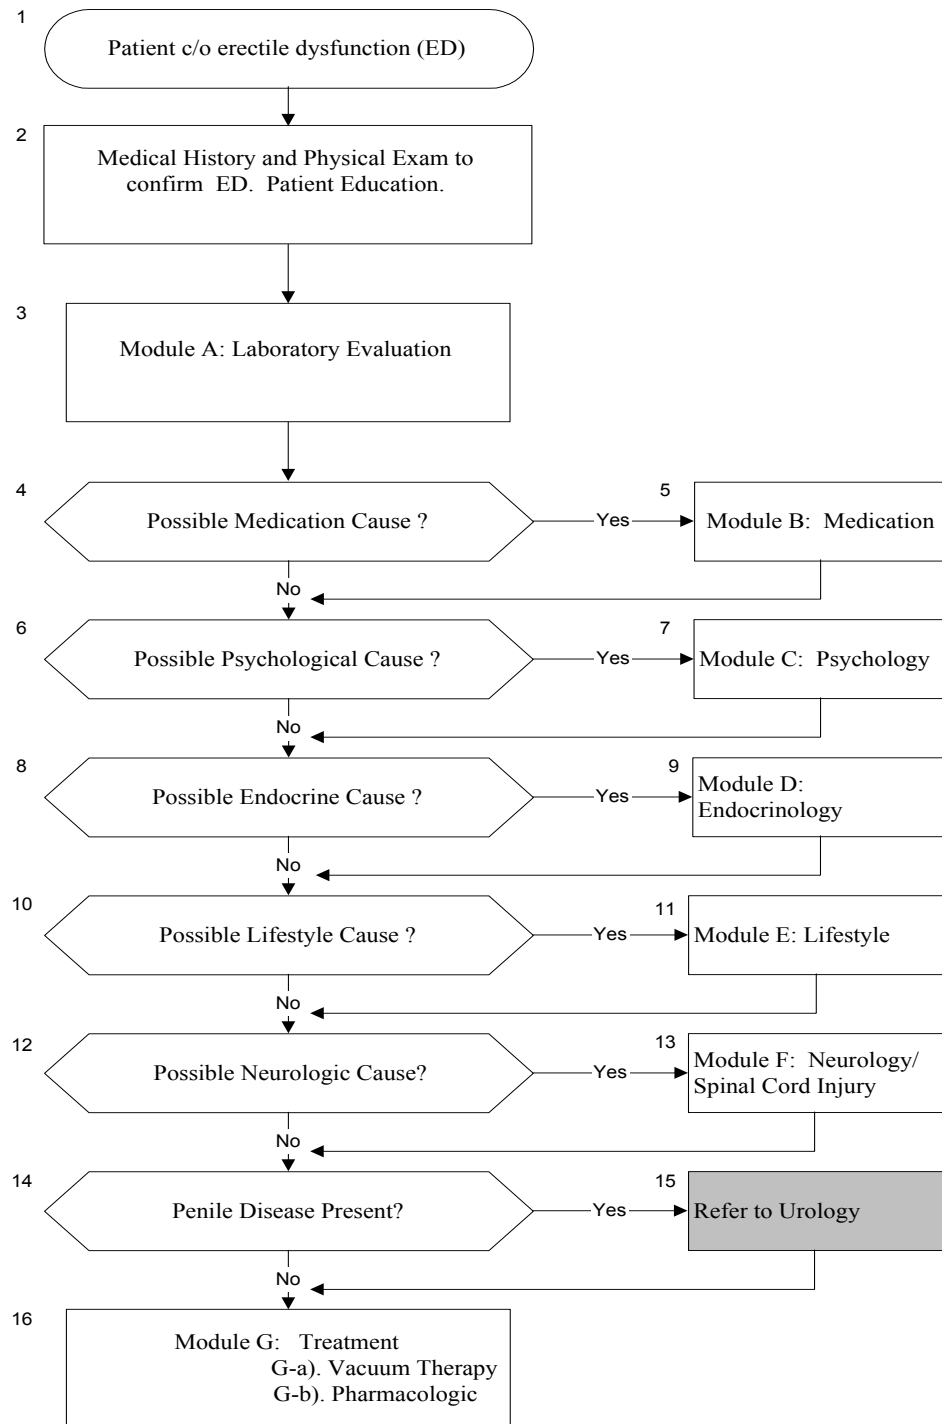 1
Patient c/o erectile dysfunction (ED)
2
Medical History and Physical Exam to
confirm ED. Patient Education.
3
Module A: Laboratory Evaluation
4
Possible Medication Cause ?
Yes
5
Module B: Medication
No
6
Possible Psychological Cause ?
Yes
7
Module C: Psychology
No
8
Possible Endocrine Cause ?
Yes
9
Module D:
Endocrinology
No
10
Possible Lifestyle Cause ?
Yes
11
Module E: Lifestyle
No
12
Possible Neurologic Cause?
Yes
13
Module F: Neurology/
Spinal Cord Injury
No
14
Penile Disease Present?
Yes
15
Refer to Urology
No
16
Module G: Treatment
G-a). Vacuum Therapy
G-b). Pharmacologic